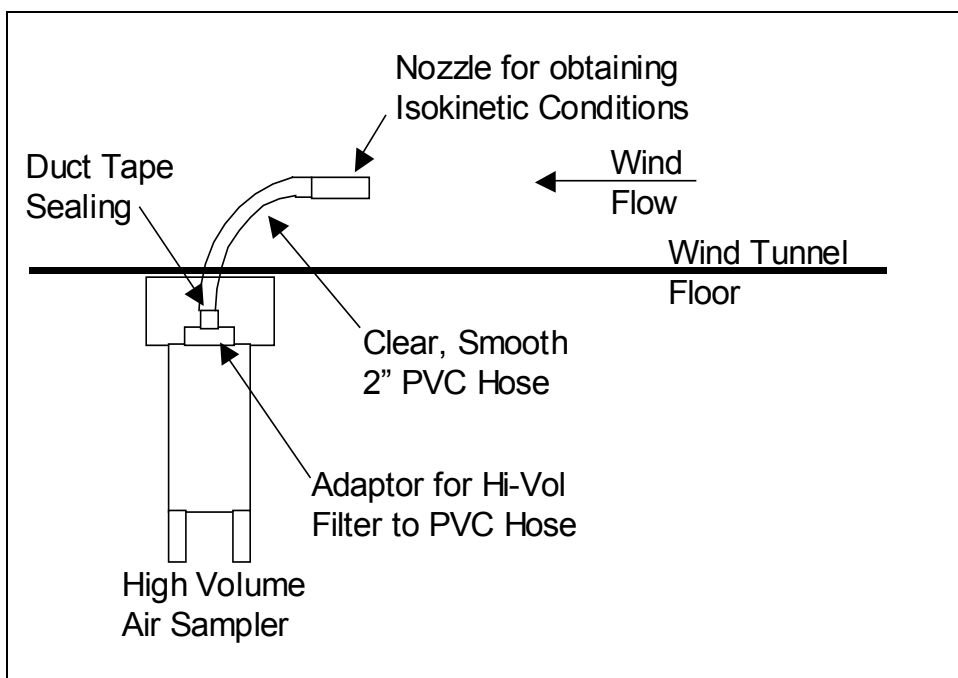 Nozzle for obtaining
Isokinetic Conditions
Duct Tape
Sealing
Wind
Flow
Wind Tunnel
Floor
Clear, Smooth
2” PVC Hose
Adaptor for Hi-Vol
Filter to PVC Hose
High Volume
Air Sampler